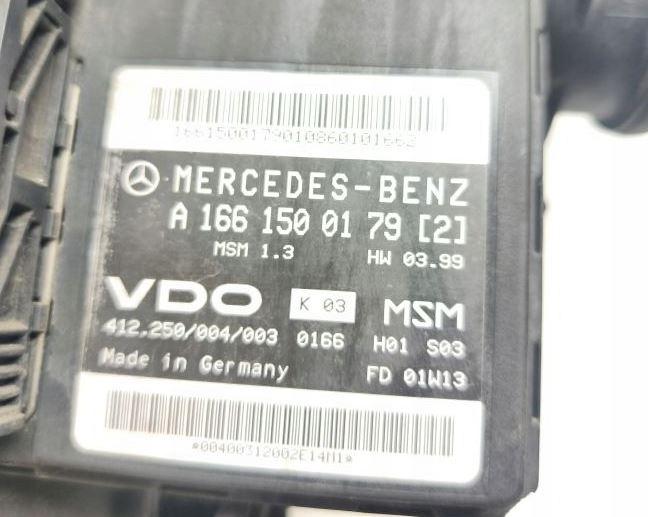 1661500179010860101662
MERCEDES-BENZ
A 166 150 01 79 [2]
MSM 1.3 HW 03.99
VDO K 03 MSM
412.250/004/003 0166 H01 S03
Made in Germany FD 01W13
*00400312002E14M1*